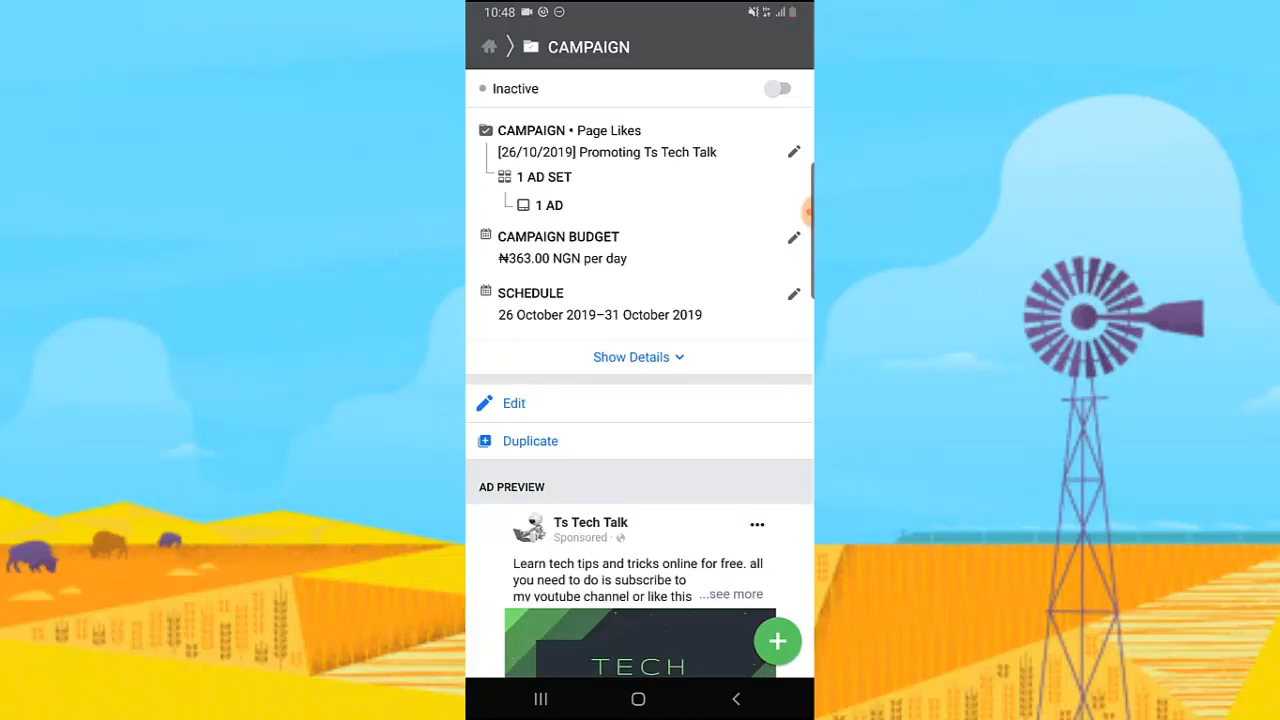 10:48
CAMPAIGN
Inactive
CAMPAIGN • Page Likes
[26/10/2019] Promoting Ts Tech Talk
1 AD SET
1 AD
CAMPAIGN BUDGET
₦363.00 NGN per day
SCHEDULE
26 October 2019–31 October 2019
Show Details
Edit
Duplicate
AD PREVIEW
Ts Tech Talk
Sponsored ·
Learn tech tips and tricks online for free. all
you need to do is subscribe to
my youtube channel or like this ...see more
TECH